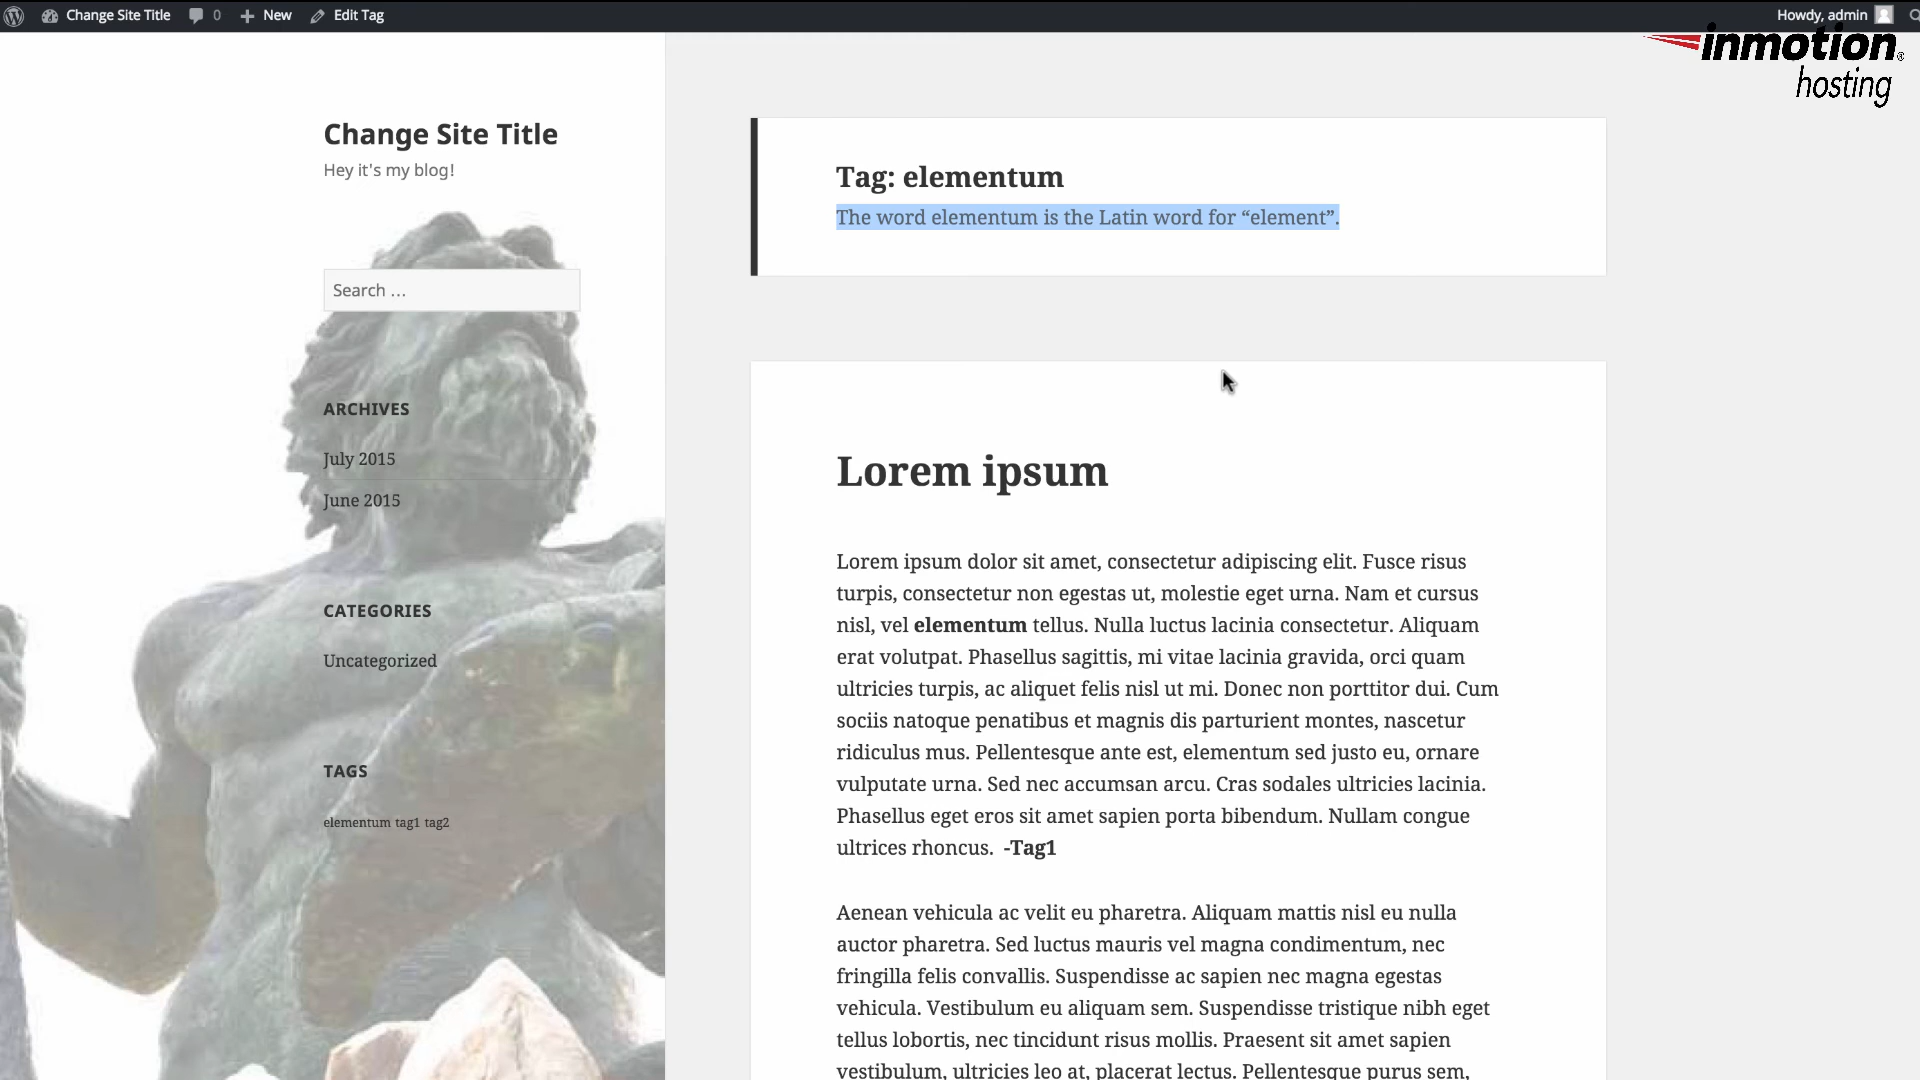 Change Site Title 0 New Edit Tag Howdy, admin
inmotion®
hosting
Change Site Title
Hey it's my blog!
Search …
ARCHIVES
July 2015
June 2015
CATEGORIES
Uncategorized
TAGS
elementum tag1 tag2
Tag: elementum
The word elementum is the Latin word for “element”.
Lorem ipsum
Lorem ipsum dolor sit amet, consectetur adipiscing elit. Fusce risus
turpis, consectetur non egestas ut, molestie eget urna. Nam et cursus
nisl, vel elementum tellus. Nulla luctus lacinia consectetur. Aliquam
erat volutpat. Phasellus sagittis, mi vitae lacinia gravida, orci quam
ultricies turpis, ac aliquet felis nisl ut mi. Donec non porttitor dui. Cum
sociis natoque penatibus et magnis dis parturient montes, nascetur
ridiculus mus. Pellentesque ante est, elementum sed justo eu, ornare
vulputate urna. Sed nec accumsan arcu. Cras sodales ultricies lacinia.
Phasellus eget eros sit amet sapien porta bibendum. Nullam congue
ultrices rhoncus. -Tag1
Aenean vehicula ac velit eu pharetra. Aliquam mattis nisl eu nulla
auctor pharetra. Sed luctus mauris vel magna condimentum, nec
fringilla felis convallis. Suspendisse ac sapien nec magna egestas
vehicula. Vestibulum eu aliquam sem. Suspendisse tristique nibh eget
tellus lobortis, nec tincidunt risus mollis. Praesent sit amet sapien
vestibulum, ultricies leo at, placerat lectus. Pellentesque purus sem,